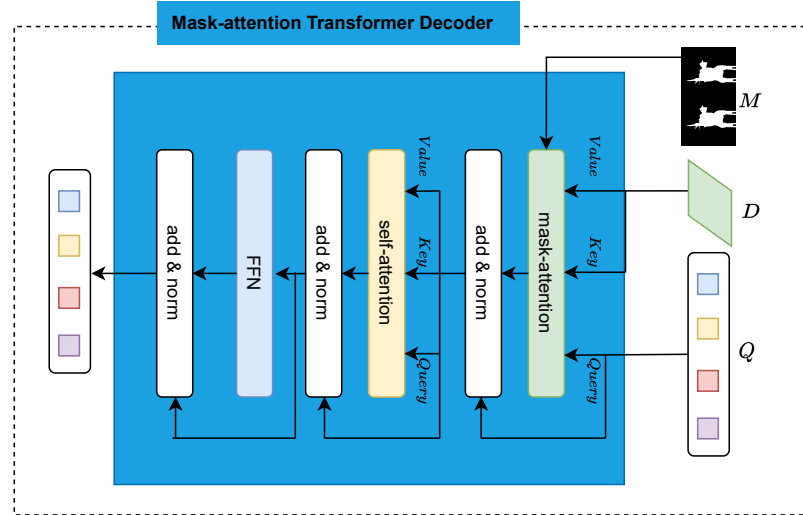 Mask-attention Transformer Decoder
M
Value
Value
D
add & norm
FFN
add & norm
self-attention
Key
add & norm
mask-attention
Key
Q
Query
Query